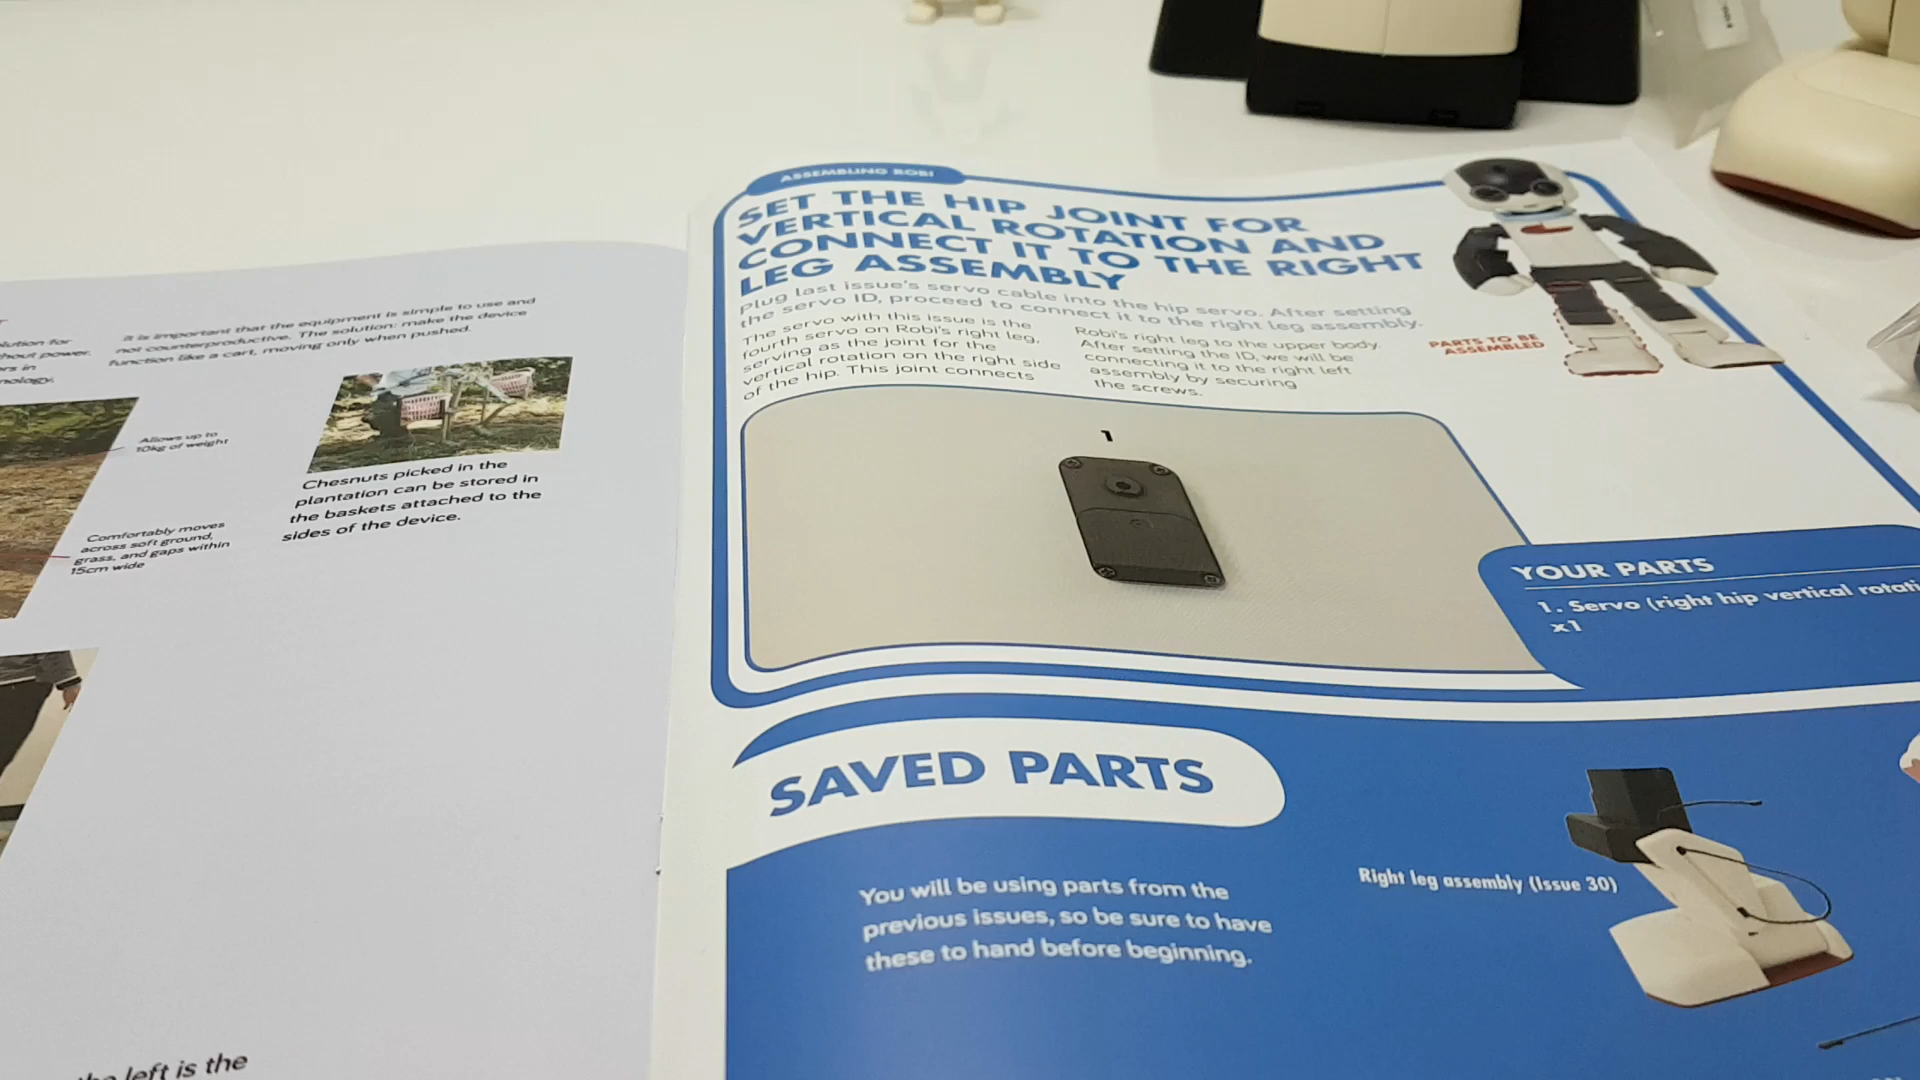 olution for
hout power.
ors in
nology.
It is important that the equipment is simple to use and
not counterproductive. The solution: make the device
function like a cart, moving only when pushed.
Allows up to
10kg of weight
Comfortably moves
across soft ground,
grass, and gaps within
15cm wide
Chesnuts picked in the
plantation can be stored in
the baskets attached to the
sides of the device.
left is the
ASSEMBLING ROBI
SET THE HIP JOINT FOR
VERTICAL ROTATION AND
CONNECT IT TO THE RIGHT
LEG ASSEMBLY
Plug last issue's servo cable into the hip servo. After setting
the servo ID, proceed to connect it to the right leg assembly.
The servo with this issue is the
fourth servo on Robi's right leg,
serving as the joint for the
vertical rotation on the right side
of the hip. This joint connects
Robi's right leg to the upper body.
After setting the ID, we will be
connecting it to the right left
assembly by securing
the screws.
PARTS TO BE
ASSEMBLED
1
YOUR PARTS
1. Servo (right hip vertical rotati
x1
SAVED PARTS
You will be using parts from the
previous issues, so be sure to have
these to hand before beginning.
Right leg assembly (Issue 30)